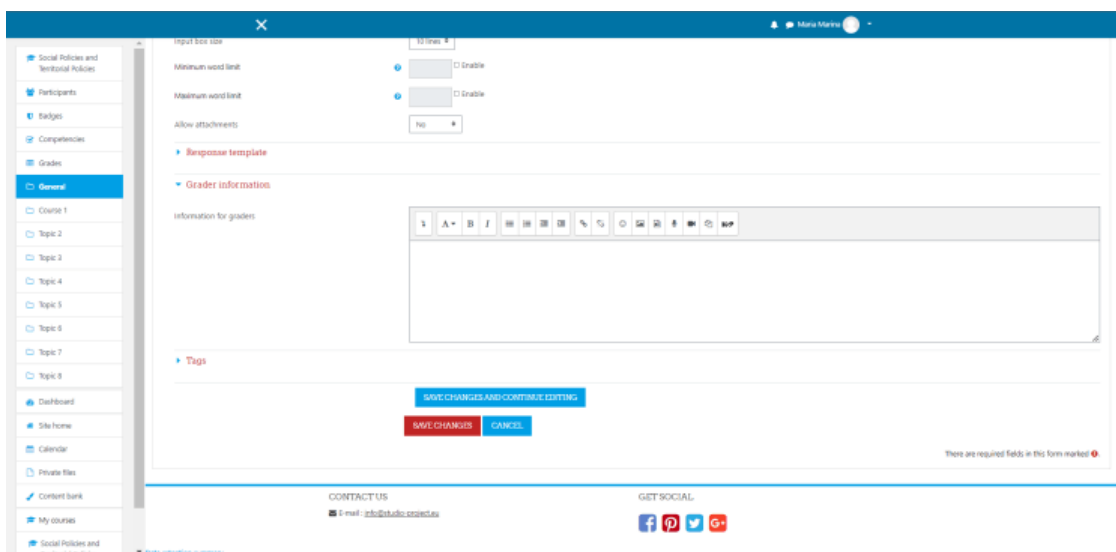 Maria Marina
Input box size
10 lines
Social Policies and
Territorial Policies
Minimum word limit
Enable
Participants
Maximum word limit
Enable
Badges
Allow attachments
No
Competencies
Response template
Grades
Grader information
General
Course 1
Information for graders
A
B
I
H5P
Topic 2
Topic 3
Topic 4
Topic 5
Topic 6
Topic 7
Tags
Topic 8
Dashboard
SAVE CHANGES AND CONTINUE EDITING
Site home
SAVE CHANGES
CANCEL
Calendar
There are required fields in this form marked
Private files
Content bank
CONTACT US
GET SOCIAL
E-mail : info@studio-project.eu
My courses
Social Policies and